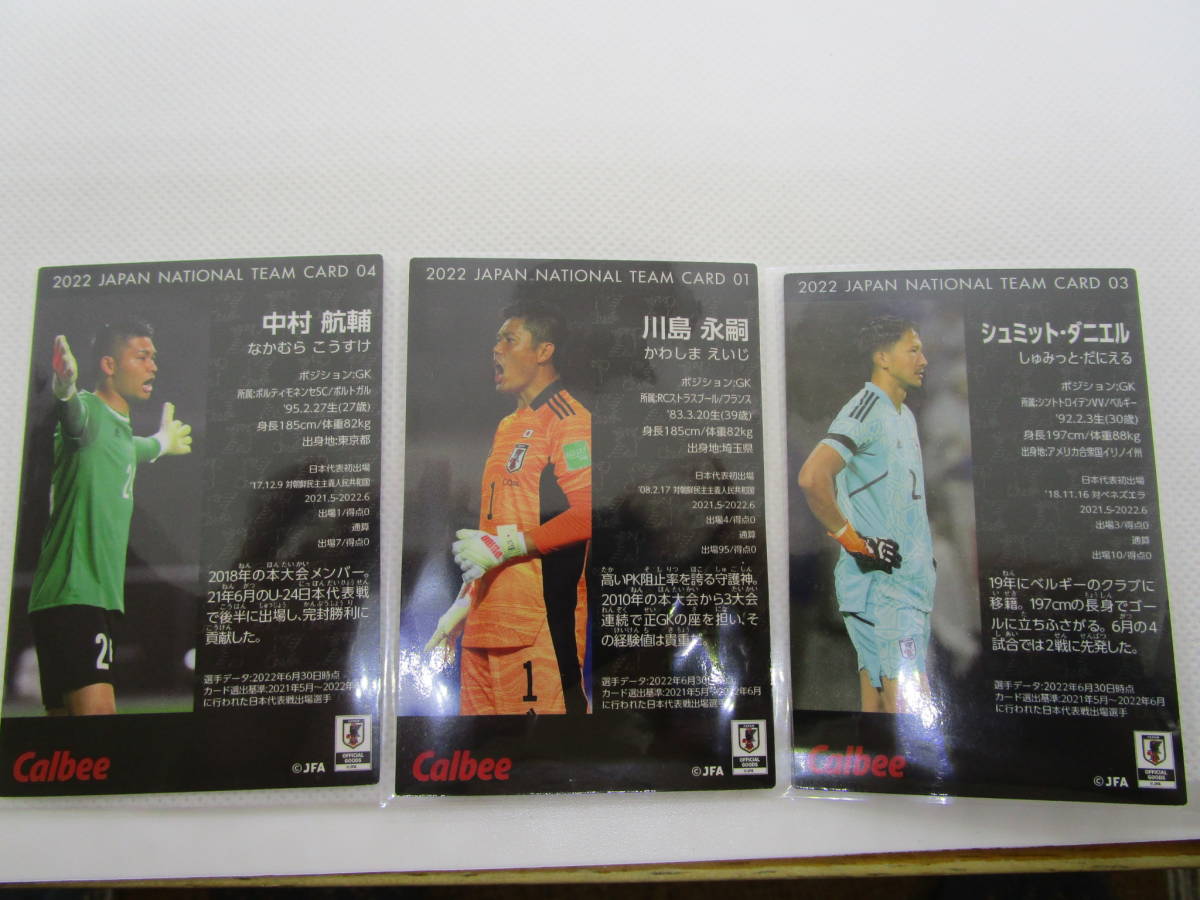 2022 JAPAN NATIONAL TEAM CARD 04
中村 航輔
なかむら こうすけ
ポジション:GK
所属:ポルティモネンセSC/ポルトガル
'95.2.27生(27歳)
身長185cm/体重82kg
出身地:東京都
日本代表初出場
'17.12.9 対朝鮮民主主義人民共和国
2021.5-2022.6
出場1/得点0
通算
出場7/得点0
2018年の本大会メンバー。
21年6月のU-24日本代表戦
で後半に出場し、完封勝利に
貢献した。
選手データ:2022年6月30日時点
カード選出基準:2021年5月～2022年6月
に行われた日本代表戦出場選手
Calbee
©JFA
JAPAN
OFFICIAL
GOODS
2022 JAPAN NATIONAL TEAM CARD 01
川島 永嗣
かわしま えいじ
ポジション:GK
所属:RCストラスブール/フランス
'83.3.20生(39歳)
身長185cm/体重82kg
出身地:埼玉県
日本代表初出場
'08.2.17 対朝鮮民主主義人民共和国
2021.5-2022.6
出場4/得点0
通算
出場95/得点0
高いPK阻止率を誇る守護神。
2010年の本大会から3大会
連続で正GKの座を担い、そ
の経験値は貴重だ。
選手データ:2022年6月30日時点
カード選出基準:2021年5月～2022年6月
に行われた日本代表戦出場選手
1
1
Calbee
©JFA
JAPAN
OFFICIAL
GOODS
2022 JAPAN NATIONAL TEAM CARD 03
シュミット・ダニエル
しゅみっと・だにえる
ポジション:GK
所属:シントトロイデンVV/ベルギー
'92.2.3生(30歳)
身長197cm/体重88kg
出身地:アメリカ合衆国イリノイ州
日本代表初出場
'18.11.16 対ベネズエラ
2021.5-2022.6
出場3/得点0
通算
出場10/得点0
19年にベルギーのクラブに
移籍。197cmの長身でゴー
ルに立ちふさがる。6月の4
試合では2戦に先発した。
選手データ:2022年6月30日時点
カード選出基準:2021年5月～2022年6月
に行われた日本代表戦出場選手
Calbee
©JFA
JAPAN
OFFICIAL
GOODS